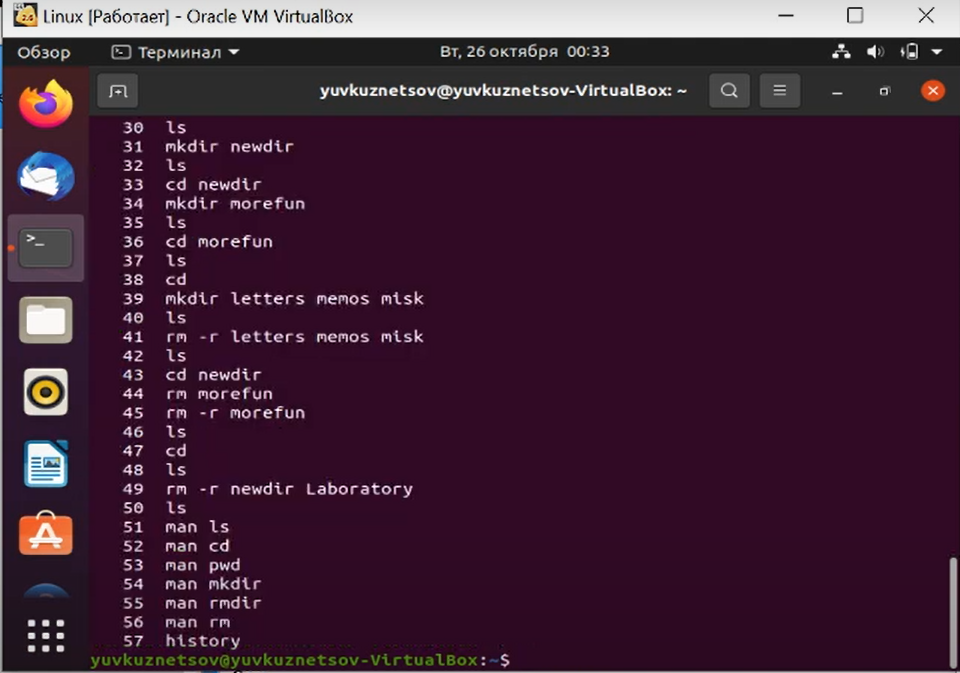 Linux [Работает] - Oracle VM VirtualBox
Обзор Терминал Вт, 26 октября 00:33
yuvkuznetsov@yuvkuznetsov-VirtualBox: ~
30 ls
31 mkdir newdir
32 ls
33 cd newdir
34 mkdir morefun
35 ls
36 cd morefun
37 ls
38 cd
39 mkdir letters memos misk
40 ls
41 rm -r letters memos misk
42 ls
43 cd newdir
44 rm morefun
45 rm -r morefun
46 ls
47 cd
48 ls
49 rm -r newdir Laboratory
50 ls
51 man ls
52 man cd
53 man pwd
54 man mkdir
55 man rmdir
56 man rm
57 history
yuvkuznetsov@yuvkuznetsov-VirtualBox:~$